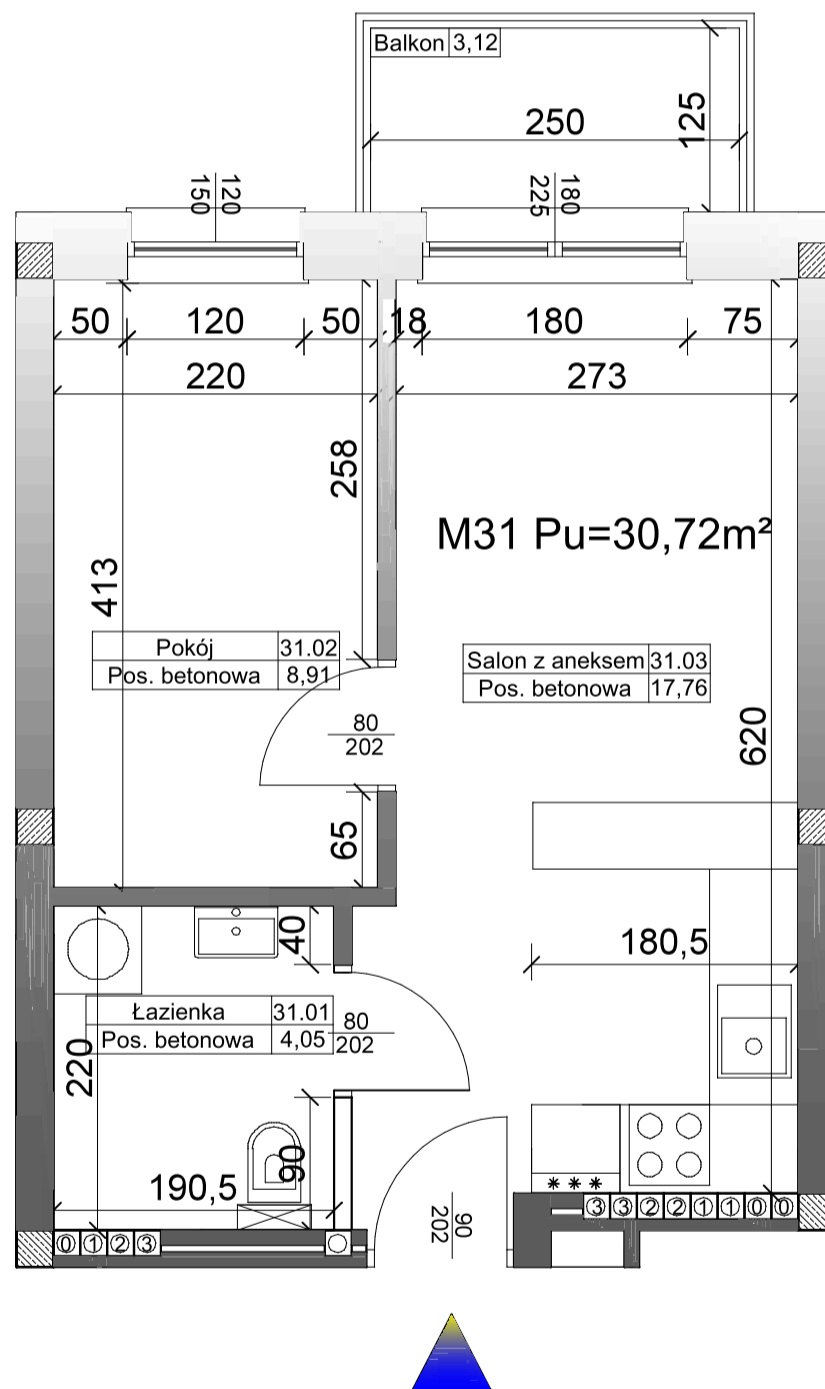 Balkon 3,12
250
125
120
150
180
225
50 120 50 18 180 75
220 273
258
M31 Pu=30,72m²
413
Pokój 31.02
Pos. betonowa 8,91
Salon z aneksem 31.03
Pos. betonowa 17,76
80
202
620
65
40
180,5
Łazienka 31.01
Pos. betonowa 4,05
80
202
220
90
190,5
90
202
***
3 3 2 2 1 1 0 0
0 1 2 3